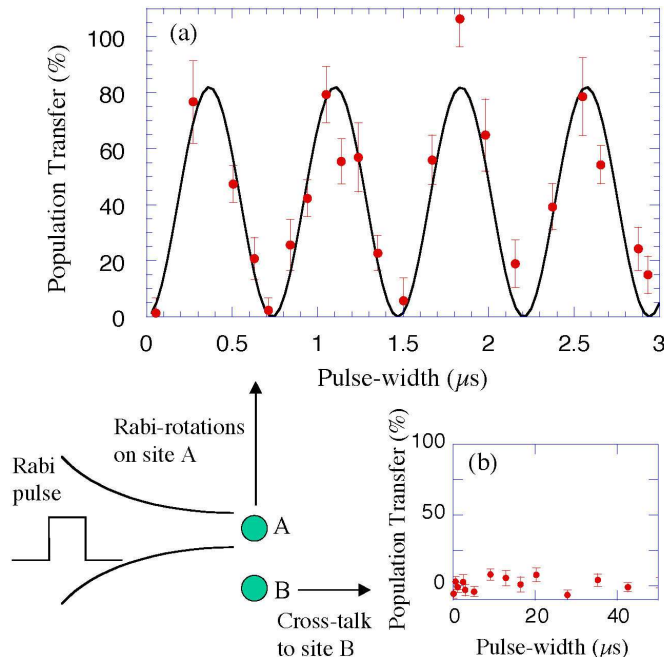 (a)
Population Transfer (%)
100
80
60
40
20
0
0 0.5 1 1.5 2 2.5 3
Pulse-width (μs)
Rabi-rotations
on site A
Rabi
pulse
A
B
Cross-talk
to site B
(b)
Population Transfer (%)
100
50
0
0 20 40
Pulse-width (μs)